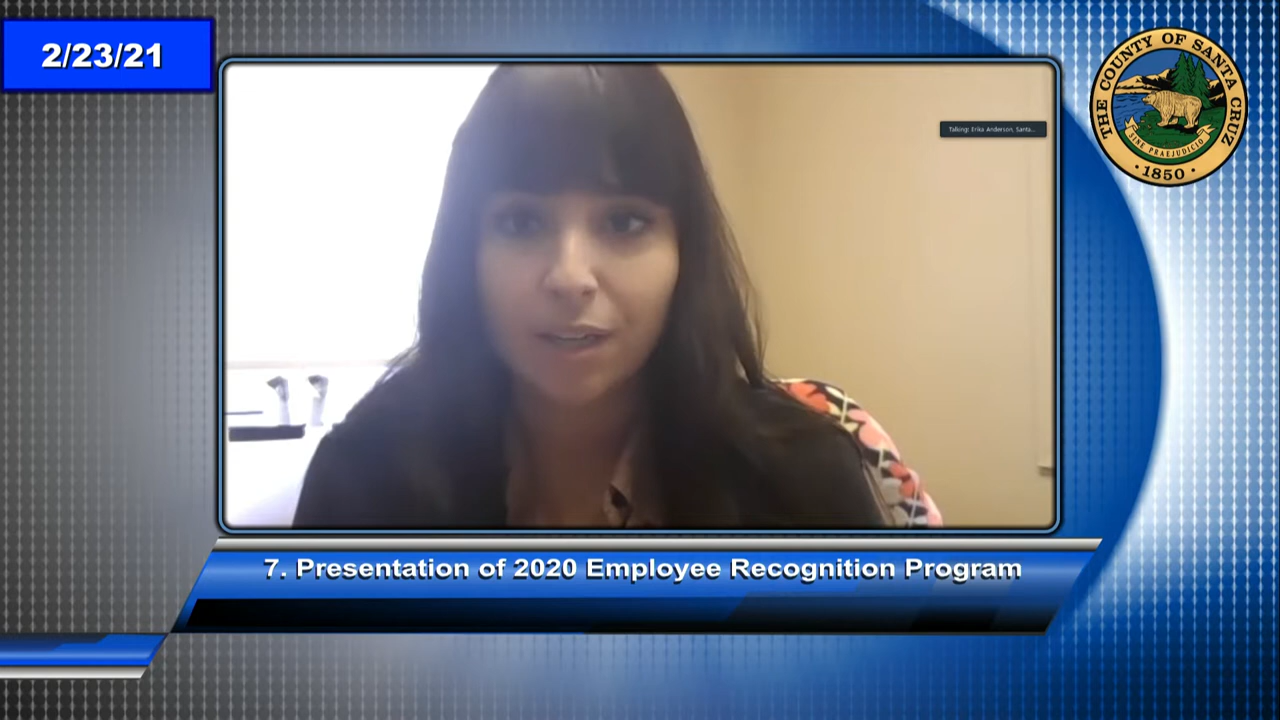 2/23/21
THE COUNTY OF SANTA CRUZ
SINE PRAEJUDICIO
• 1850 •
Talking: Erika Anderson, Santa...
7. Presentation of 2020 Employee Recognition Program